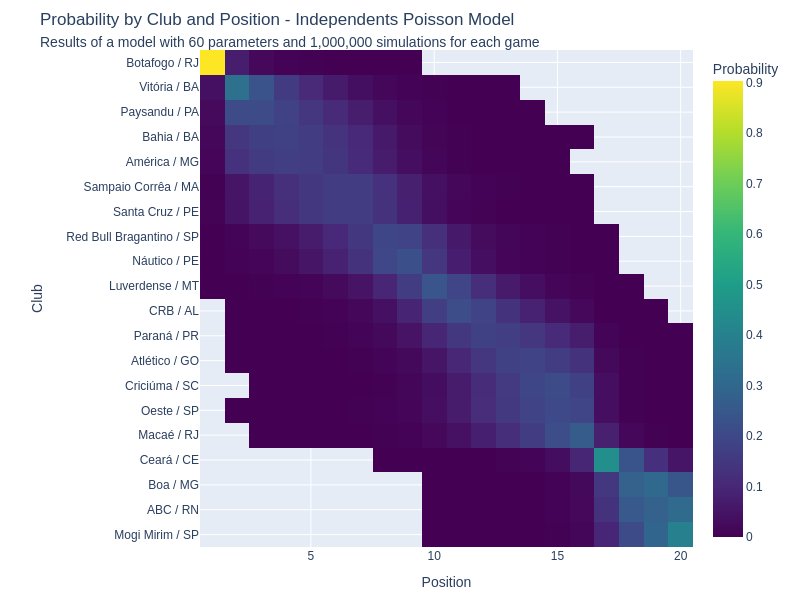 Probability by Club and Position - Independents Poisson Model
Results of a model with 60 parameters and 1,000,000 simulations for each game
Probability
Botafogo / RJ
Vitória / BA
Paysandu / PA
Bahia / BA
América / MG
Sampaio Corrêa / MA
Santa Cruz / PE
Red Bull Bragantino / SP
Náutico / PE
Luverdense / MT
CRB / AL
Paraná / PR
Atlético / GO
Criciúma / SC
Oeste / SP
Macaé / RJ
Ceará / CE
Boa / MG
ABC / RN
Mogi Mirim / SP
Club
0.9
0.8
0.7
0.6
0.5
0.4
0.3
0.2
0.1
0
5 10 15 20
Position